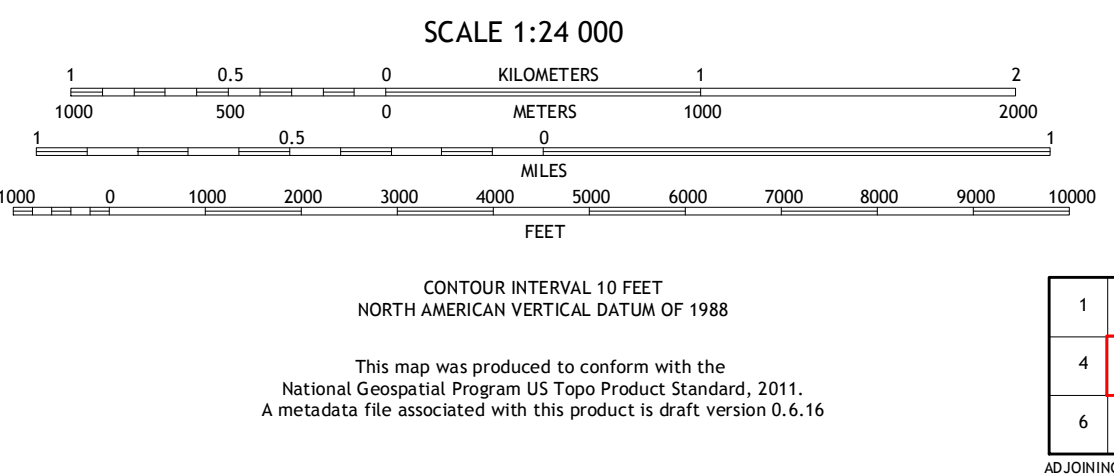 SCALE 1:24 000
1 0.5 0 KILOMETERS 1 2
1000 500 0 METERS 1000 2000
1 0.5 0 1
MILES
1000 0 1000 2000 3000 4000 5000 6000 7000 8000 9000 10000
FEET
CONTOUR INTERVAL 10 FEET
NORTH AMERICAN VERTICAL DATUM OF 1988
This map was produced to conform with the
National Geospatial Program US Topo Product Standard, 2011.
A metadata file associated with this product is draft version 0.6.16
1
4
6
ADJOINING